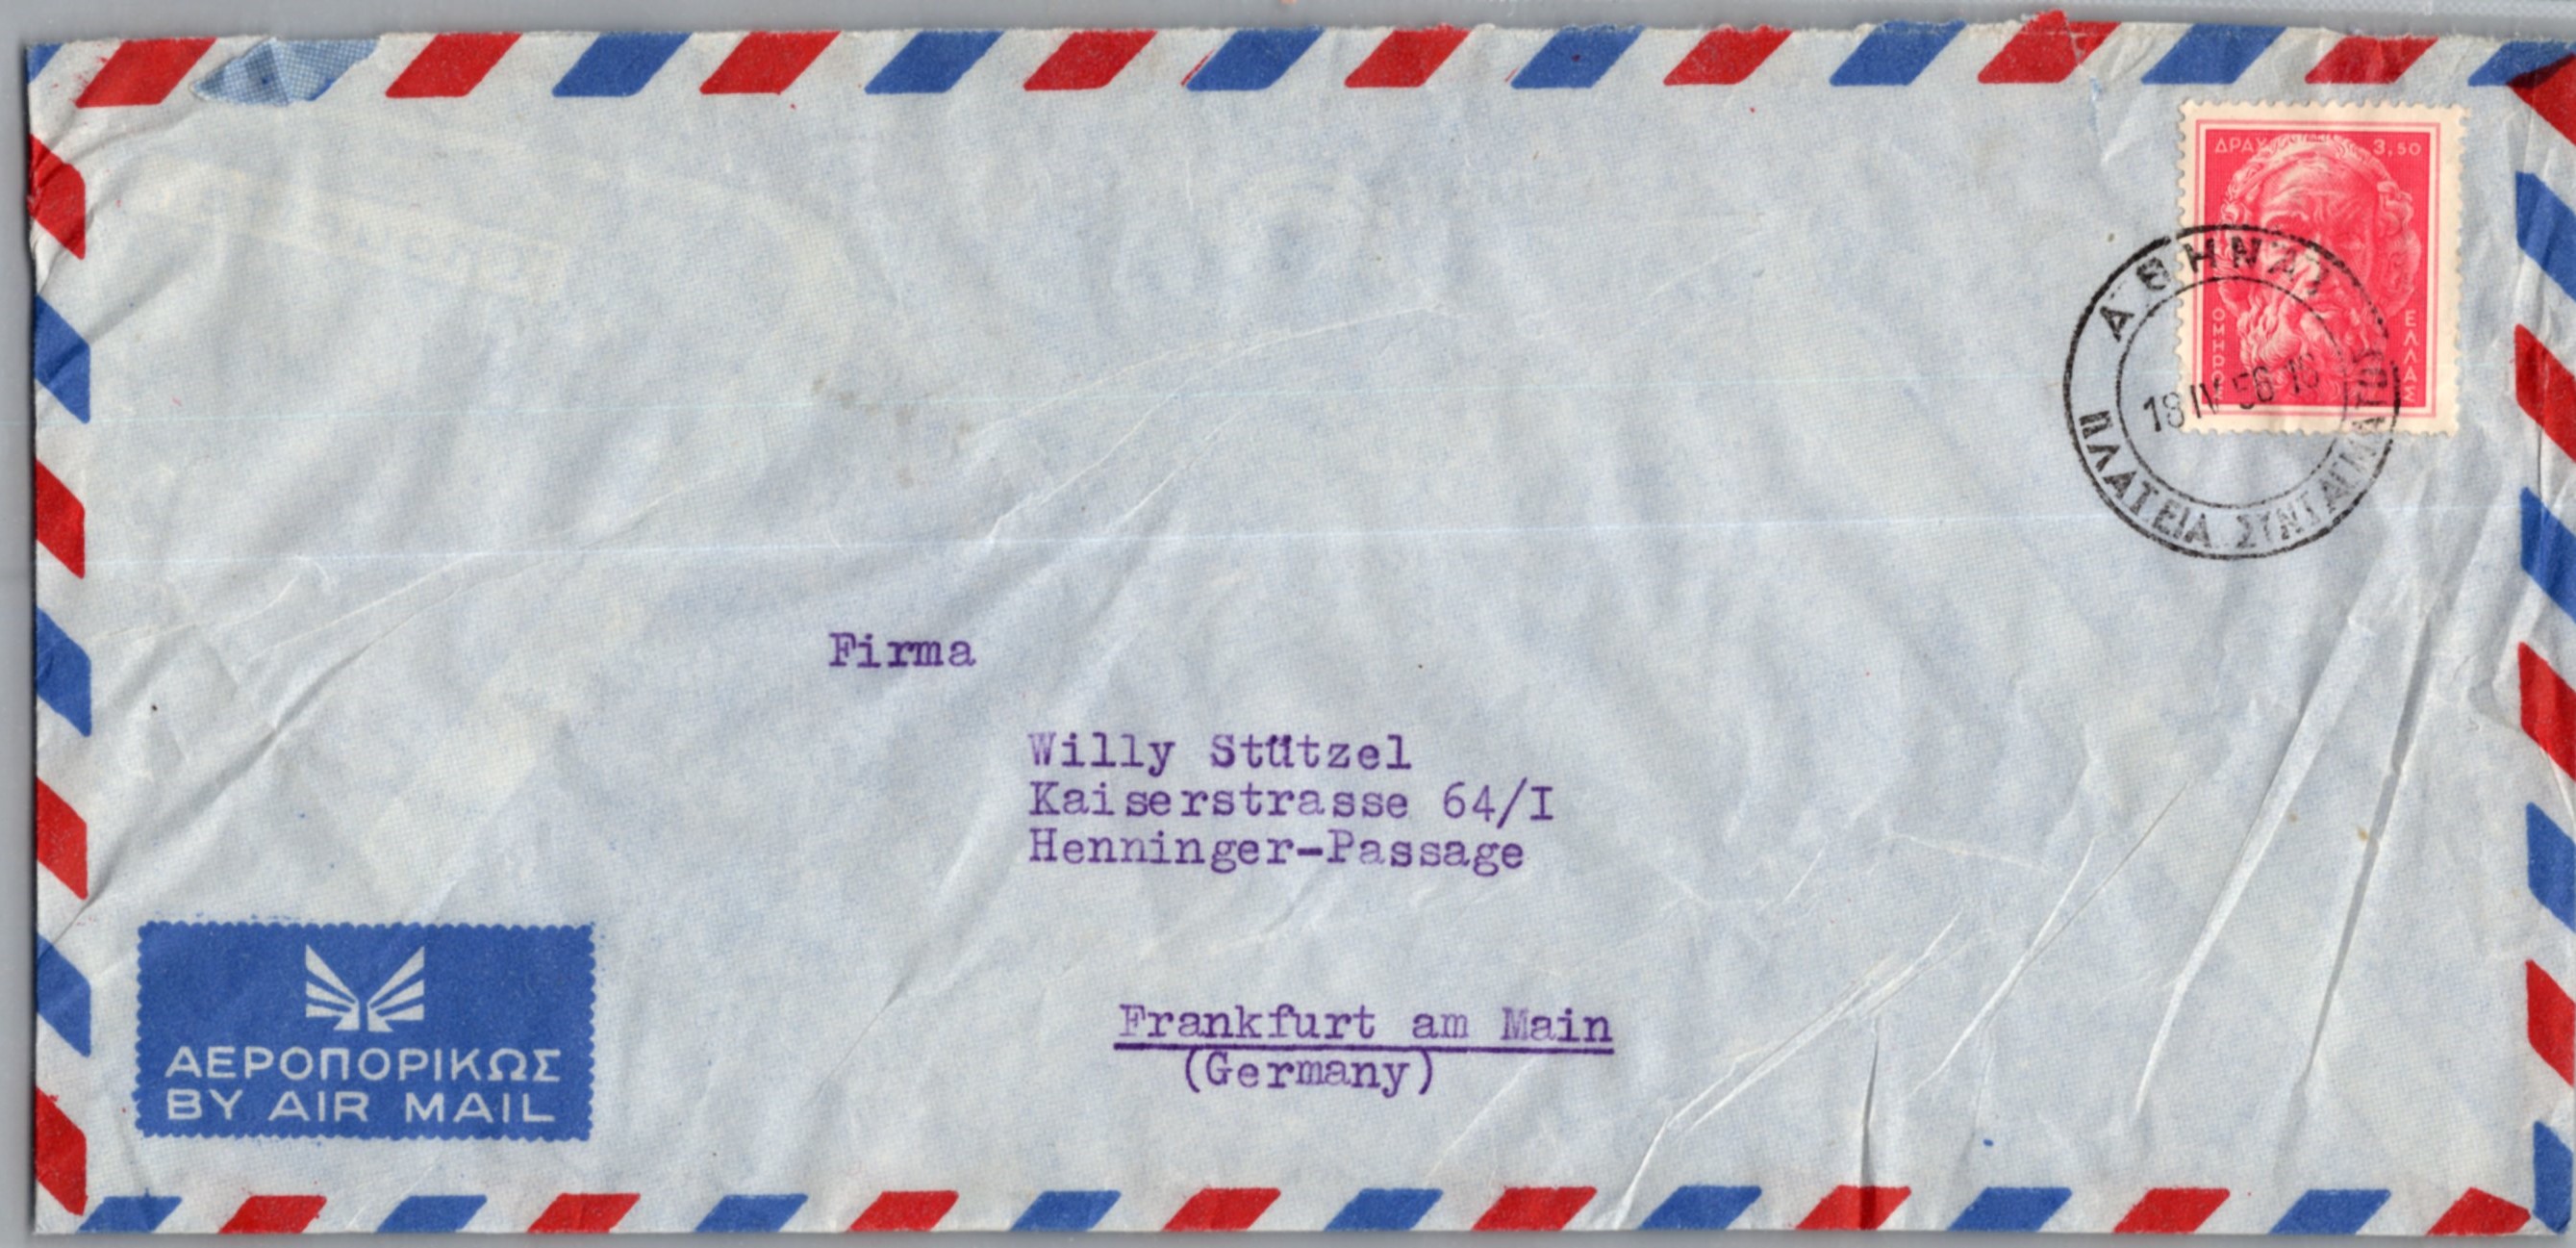 ΔΡΑΧ 3,50
ΟΜΗΡΟΣ
ΕΛΛΑΣ
ΑΘΗΝΑΙ
18 IV 56 16
ΠΛΑΤΕΙΑ ΣΥΝΤΑΓΜΑΤΟΣ
Firma
Willy Stützel
Kaiserstrasse 64/I
Henninger-Passage
Frankfurt am Main
(Germany)
ΑΕΡΟΠΟΡΙΚΩΣ
BY AIR MAIL